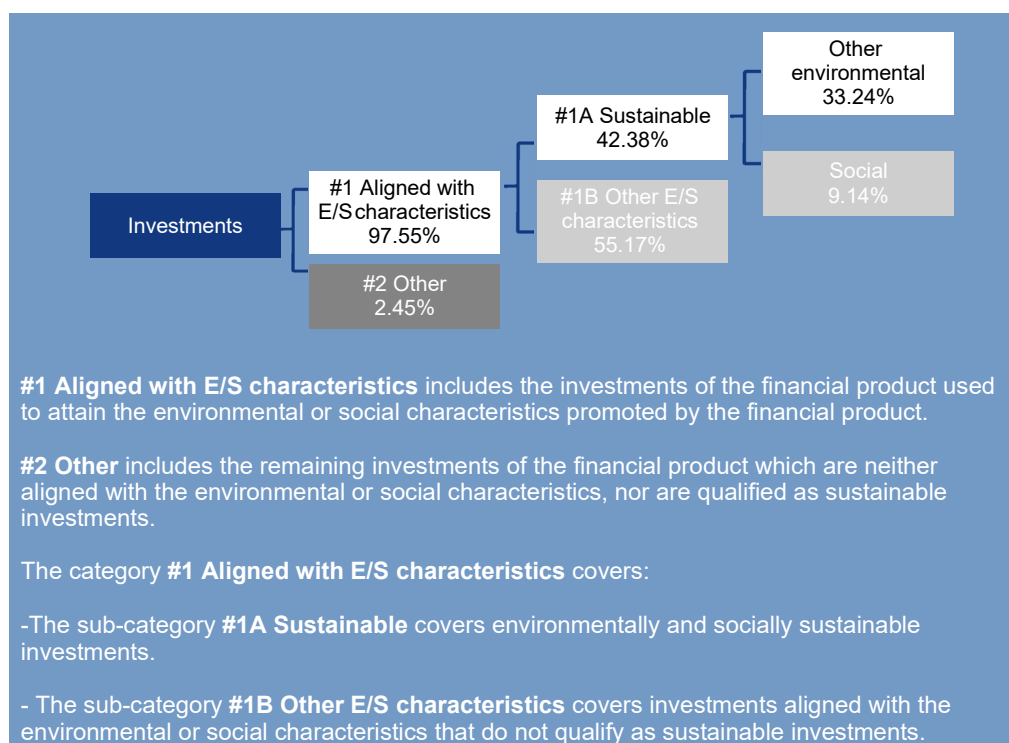 Other
environmental
33.24%
#1A Sustainable
42.38%
Social
9.14%
#1 Aligned with
E/S characteristics
97.55%
#1B Other E/S
characteristics
55.17%
Investments
#2 Other
2.45%
#1 Aligned with E/S characteristics includes the investments of the financial product used
to attain the environmental or social characteristics promoted by the financial product.
#2 Other includes the remaining investments of the financial product which are neither
aligned with the environmental or social characteristics, nor are qualified as sustainable
investments.
The category #1 Aligned with E/S characteristics covers:
-The sub-category #1A Sustainable covers environmentally and socially sustainable
investments.
- The sub-category #1B Other E/S characteristics covers investments aligned with the
environmental or social characteristics that do not qualify as sustainable investments.